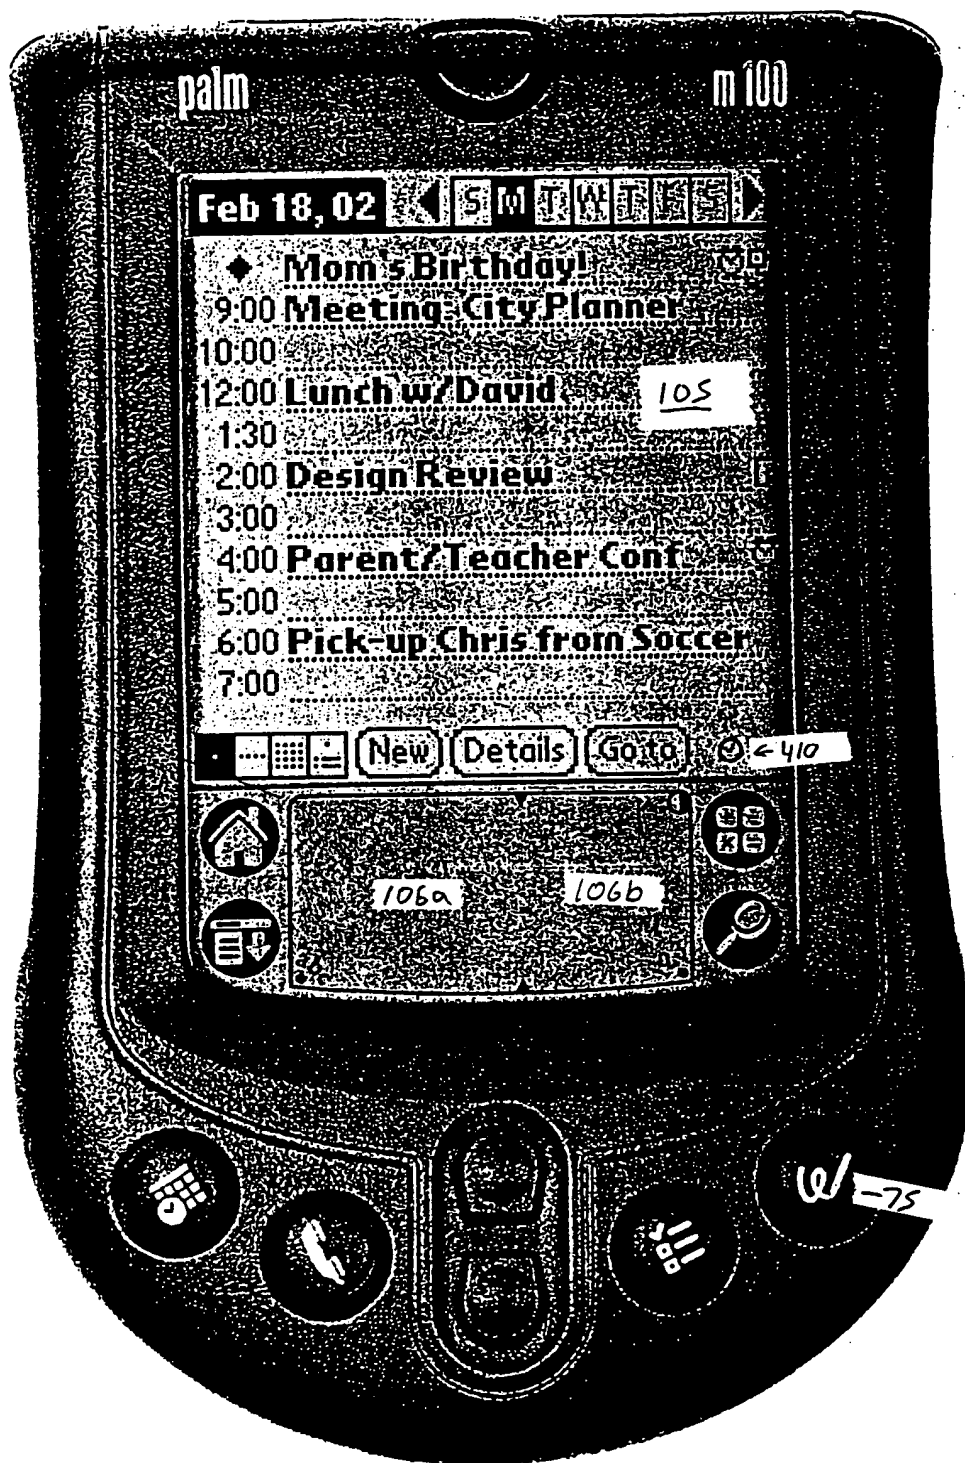 palm m100
Feb 18, 02 S M T W T F S
Mom's Birthday!
9:00 Meeting: City Planner
10:00
12:00 Lunch w/David 105
1:30
2:00 Design Review
3:00
4:00 Parent/Teacher Conf
5:00
6:00 Pick-up Chris from Soccer
7:00
New Details Go to 410
106a 106b
75